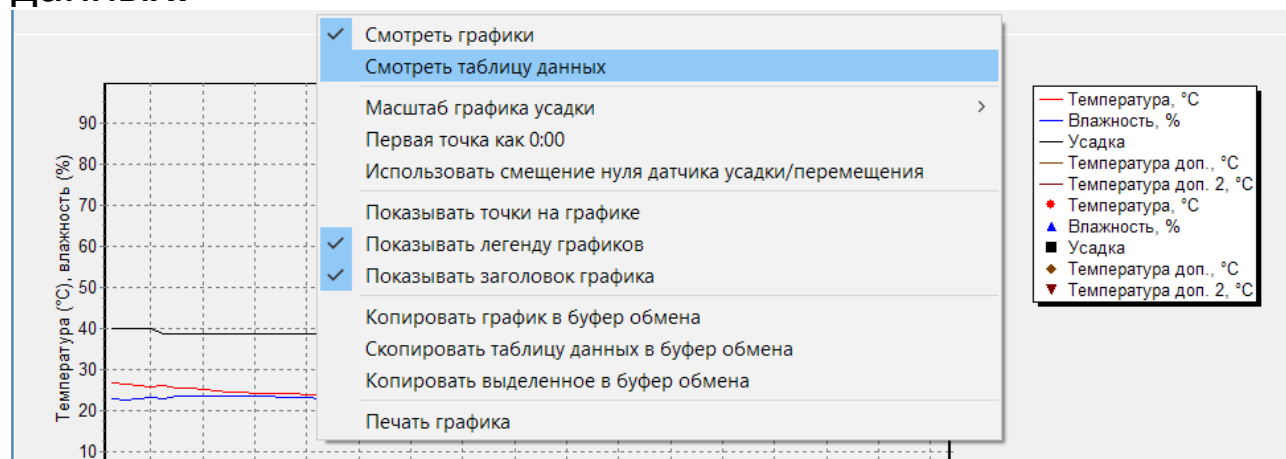 данных.
Смотреть графики
Смотреть таблицу данных
Масштаб графика усадки
Первая точка как 0:00
Использовать смещение нуля датчика усадки/перемещения
Показывать точки на графике
Показывать легенду графиков
Показывать заголовок графика
Копировать график в буфер обмена
Скопировать таблицу данных в буфер обмена
Копировать выделенное в буфер обмена
Печать графика
Температура (°C), влажность (%)
90
80
70
60
50
40
30
20
10
Температура, °C
Влажность, %
Усадка
Температура доп., °C
Температура доп. 2, °C
Температура, °C
Влажность, %
Усадка
Температура доп., °C
Температура доп. 2, °C